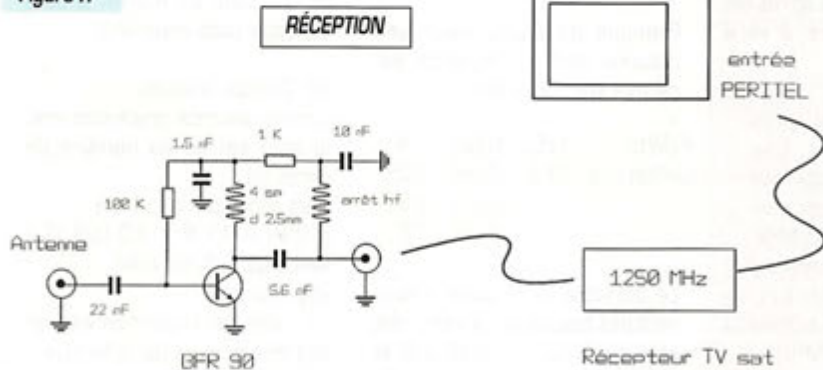 RÉCEPTION
entrée
PERITEL
1.5 nF
1 K
10 nF
100 K
4 sp
d 2.5mm
arrêt hf
Antenne
22 nF
5.6 nF
BFR 90
1250 MHz
Récepteur TV sat